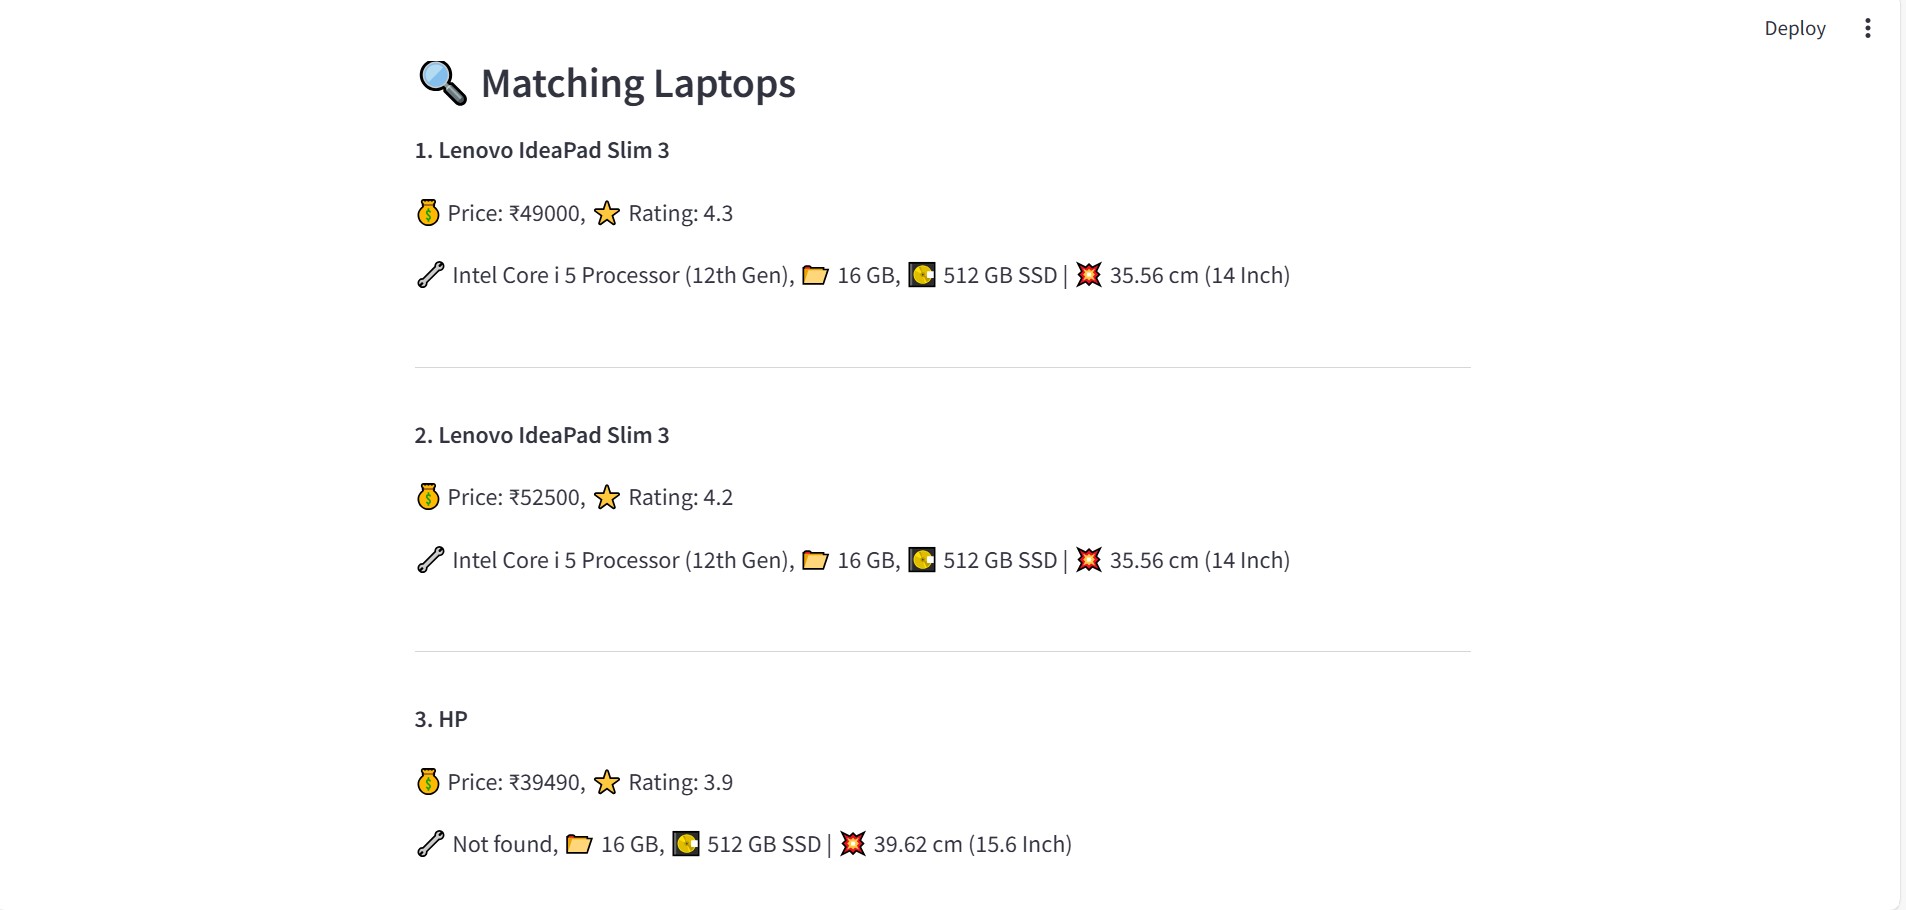 Deploy
🔍 Matching Laptops
1. Lenovo IdeaPad Slim 3
💰 Price: ₹49000, ⭐ Rating: 4.3
🔧 Intel Core i 5 Processor (12th Gen), 📂 16 GB, 💽 512 GB SSD | 💥 35.56 cm (14 Inch)
2. Lenovo IdeaPad Slim 3
💰 Price: ₹52500, ⭐ Rating: 4.2
🔧 Intel Core i 5 Processor (12th Gen), 📂 16 GB, 💽 512 GB SSD | 💥 35.56 cm (14 Inch)
3. HP
💰 Price: ₹39490, ⭐ Rating: 3.9
🔧 Not found, 📂 16 GB, 💽 512 GB SSD | 💥 39.62 cm (15.6 Inch)